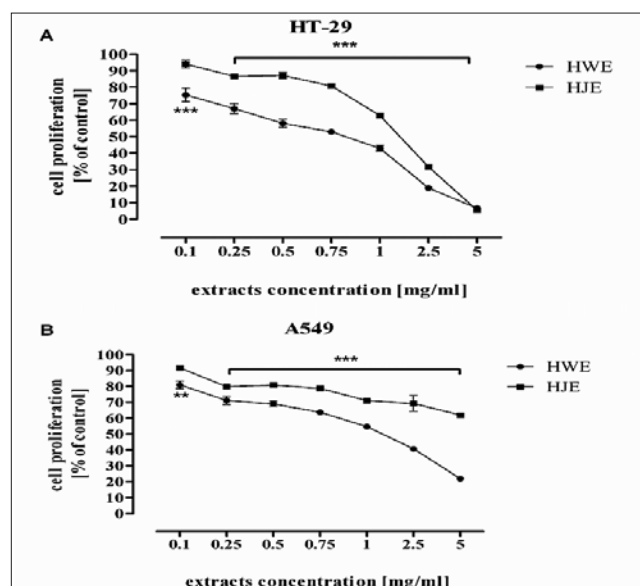 A
HT-29
***
HWE
HJE
cell proliferation
[% of control]
100
90
80
70
60
50
40
30
20
10
0
***
0.1 0.25 0.5 0.75 1 2.5 5
extracts concentration [mg/ml]
B
A549
***
HWE
HJE
cell proliferation
[% of control]
100
90
80
70
60
50
40
30
20
10
0
**
0.1 0.25 0.5 0.75 1 2.5 5
extracts concentration [mg/ml]